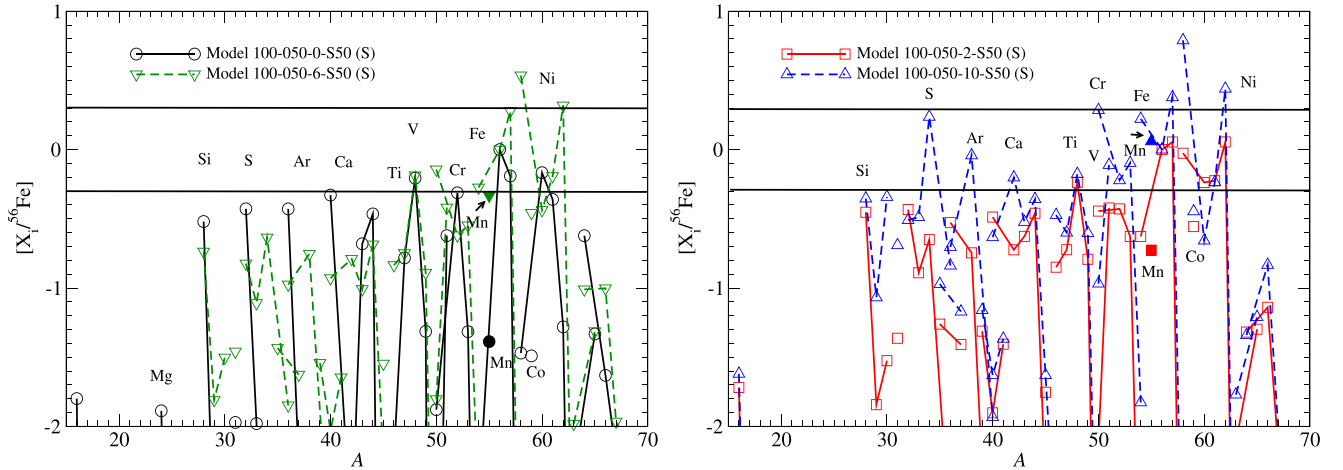 1
0
-1
-2
[Xi/56Fe]
Model 100-050-0-S50 (S)
Model 100-050-6-S50 (S)
Mg
Si
S
Ar
Ca
Ti
V
Cr
Fe
Mn
Mn
Co
Ni
20 30 40 50 60 70
A
1
0
-1
-2
[Xi/56Fe]
Model 100-050-2-S50 (S)
Model 100-050-10-S50 (S)
Si
S
Ar
Ca
Ti
V
Cr
Fe
Mn
Mn
Co
Ni
20 30 40 50 60 70
A